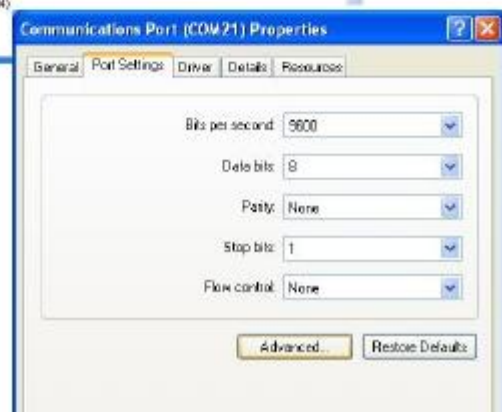 4)
Communications Port (COM21) Properties
General Port Settings Driver Details Resources
Bits per second: 9600
Data bits: 8
Parity: None
Stop bits: 1
Flow control: None
Advanced... Restore Defaults